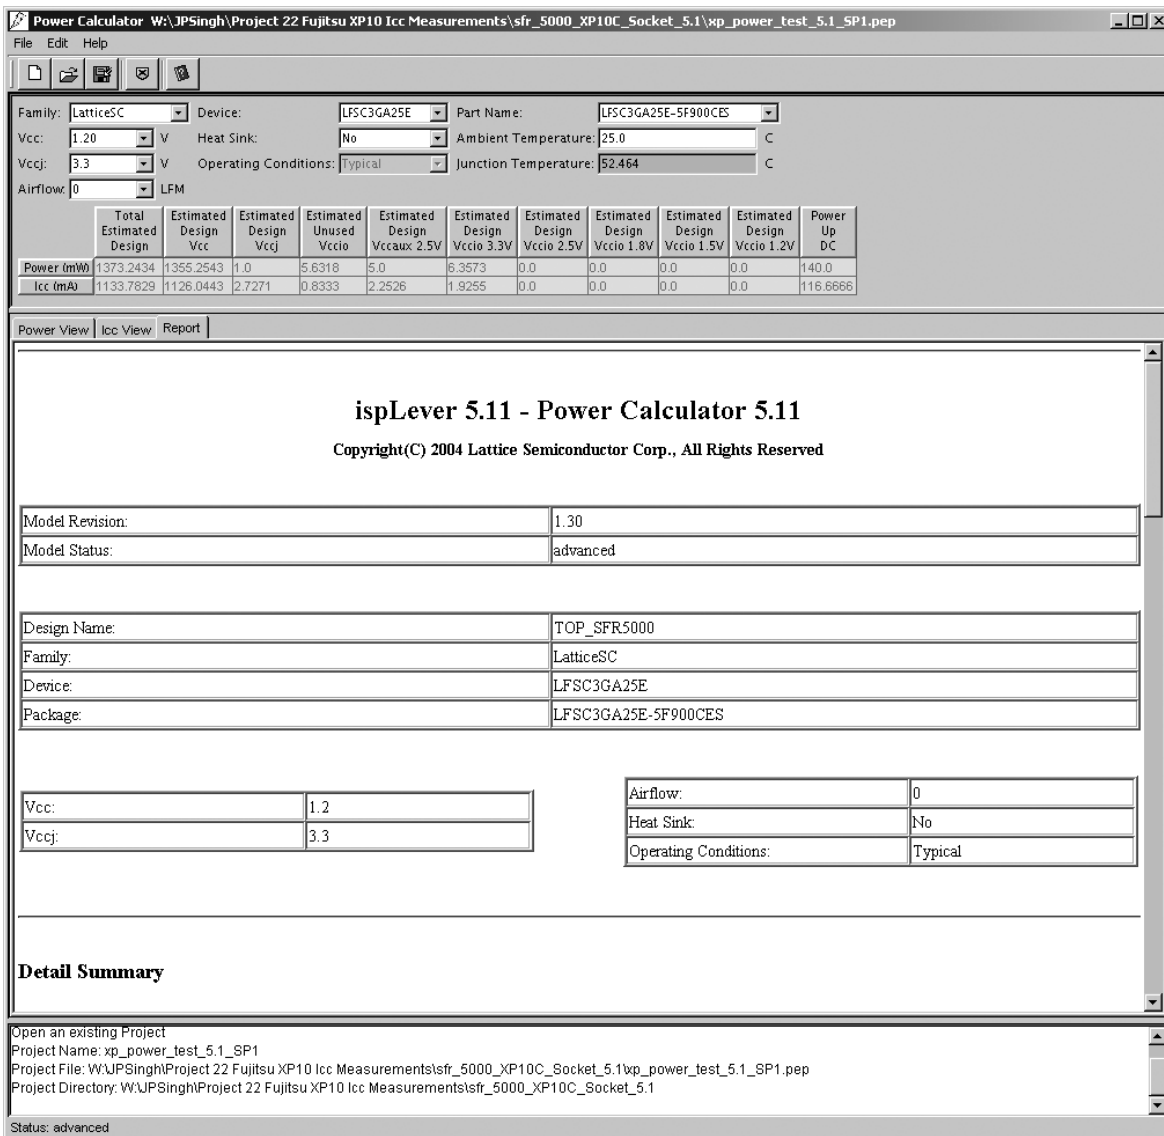 Power Calculator W:\JPSingh\Project 22 Fujitsu XP10 Icc Measurements\sfr_5000_XP10C_Socket_5.1\xp_power_test_5.1_SP1.pep
File Edit Help
Family: LatticeSC Device: LFSC3GA25E Part Name: LFSC3GA25E-5F900CES
Vcc: 1.20 V Heat Sink: No Ambient Temperature: 25.0 C
Vccj: 3.3 V Operating Conditions: Typical Junction Temperature: 52.464 C
Airflow: 0 LFM
Total Estimated Estimated Estimated Estimated Estimated Estimated Estimated Estimated Estimated Power
Estimated Design Design Unused Design Design Design Design Design Design Up
Design Vcc Vccj Vccio Vccaux 2.5V Vccio 3.3V Vccio 2.5V Vccio 1.8V Vccio 1.5V Vccio 1.2V DC
Power (mW) 1373.2434 1355.2543 1.0 5.6318 5.0 6.3573 0.0 0.0 0.0 0.0 140.0
Icc (mA) 1133.7829 1126.0443 2.7271 0.8333 2.2526 1.9255 0.0 0.0 0.0 0.0 116.6666
Power View Icc View Report
ispLever 5.11 - Power Calculator 5.11
Copyright(C) 2004 Lattice Semiconductor Corp., All Rights Reserved
Model Revision: 1.30
Model Status: advanced
Design Name: TOP_SFR5000
Family: LatticeSC
Device: LFSC3GA25E
Package: LFSC3GA25E-5F900CES
Vcc: 1.2
Vccj: 3.3
Airflow: 0
Heat Sink: No
Operating Conditions: Typical
Detail Summary
Open an existing Project
Project Name: xp_power_test_5.1_SP1
Project File: W:\JPSingh\Project 22 Fujitsu XP10 Icc Measurements\sfr_5000_XP10C_Socket_5.1\xp_power_test_5.1_SP1.pep
Project Directory: W:\JPSingh\Project 22 Fujitsu XP10 Icc Measurements\sfr_5000_XP10C_Socket_5.1
Status: advanced